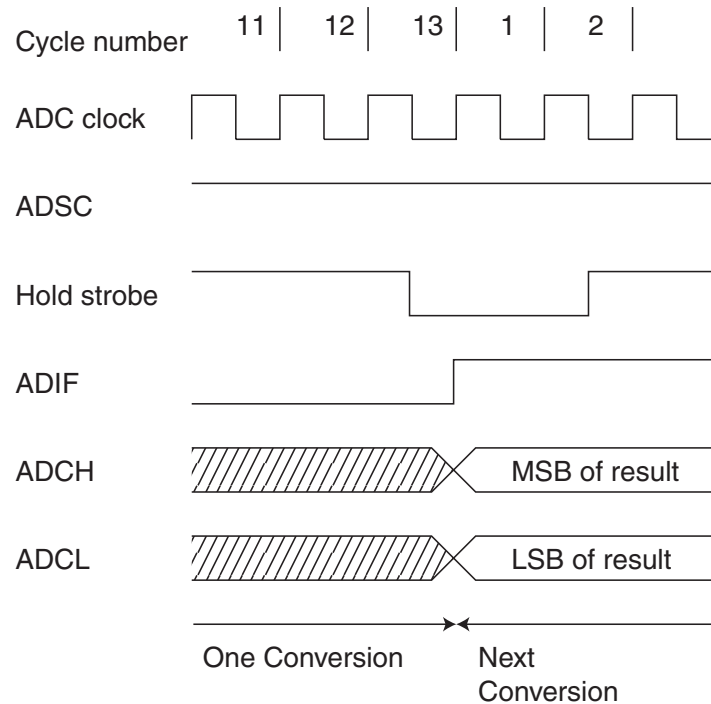 Cycle number 11 12 13 1 2
ADC clock
ADSC
Hold strobe
ADIF
ADCH MSB of result
ADCL LSB of result
One Conversion Next
Conversion